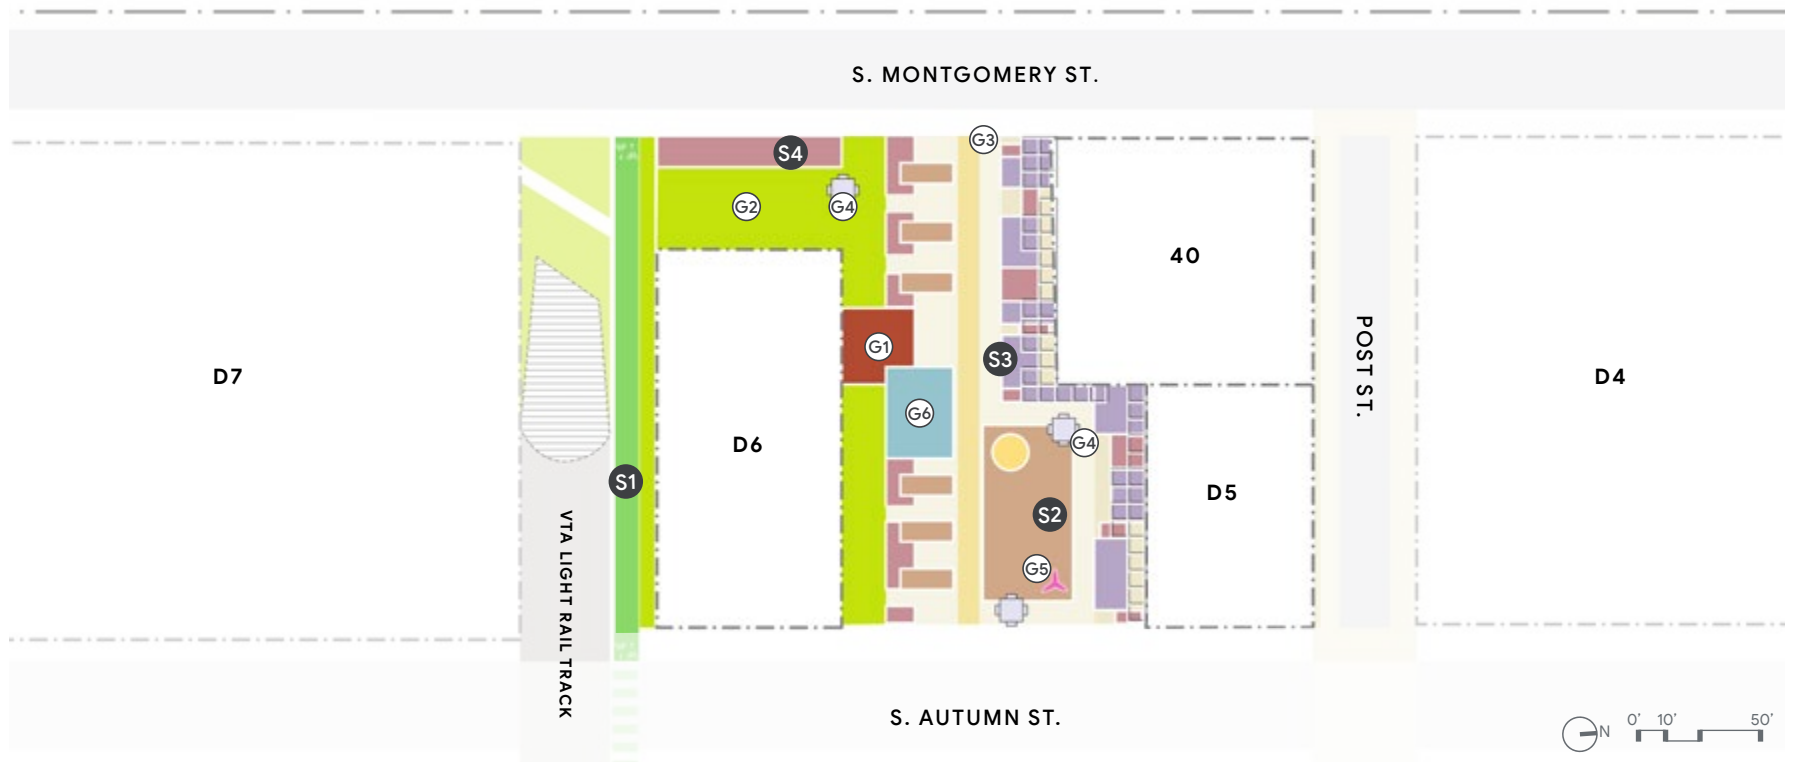 S. MONTGOMERY ST.
S4
G3
G2
G4
40
G1
S3
POST ST.
D7
D4
G6
D6
G4
S1
D5
S2
G5
VTA LIGHT RAIL TRACK
S. AUTUMN ST.
N
0' 10' 50'